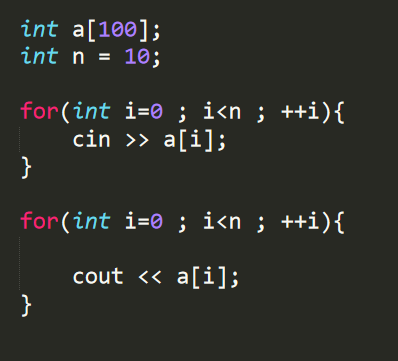 int a[100];
int n = 10;
for(int i=0 ; i<n ; ++i){
cin >> a[i];
}
for(int i=0 ; i<n ; ++i){
cout << a[i];
}